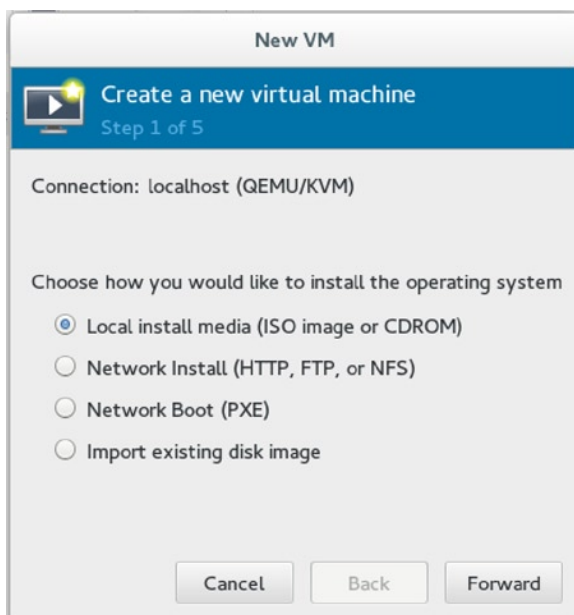 New VM
Create a new virtual machine
Step 1 of 5
Connection: localhost (QEMU/KVM)
Choose how you would like to install the operating system
Local install media (ISO image or CDROM)
Network Install (HTTP, FTP, or NFS)
Network Boot (PXE)
Import existing disk image
Cancel
Back
Forward